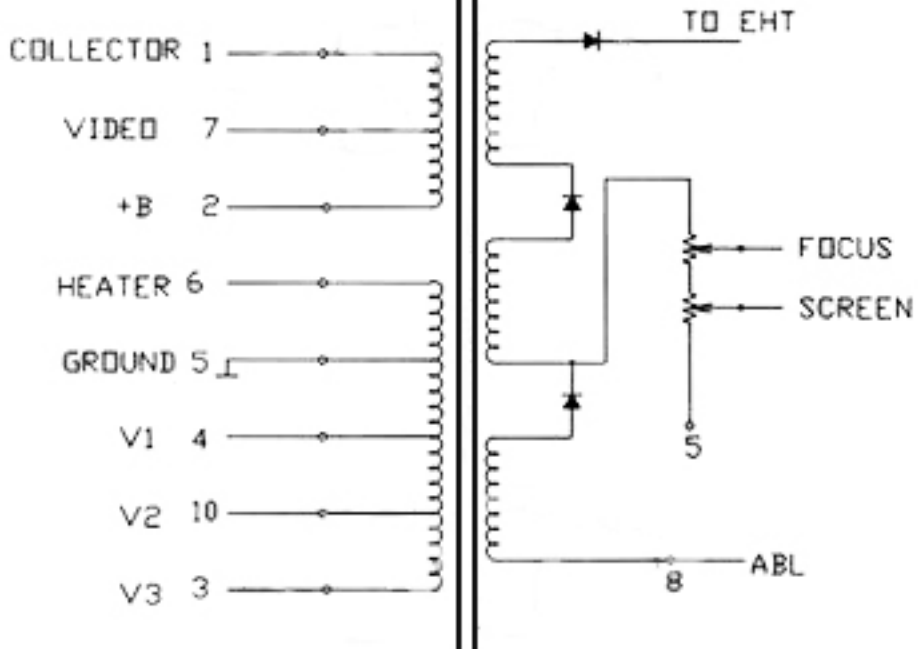 COLLECTOR 1
VIDEO 7
+B 2
HEATER 6
GROUND 5
V1 4
V2 10
V3 3
TO EHT
FOCUS
SCREEN
5
ABL
8